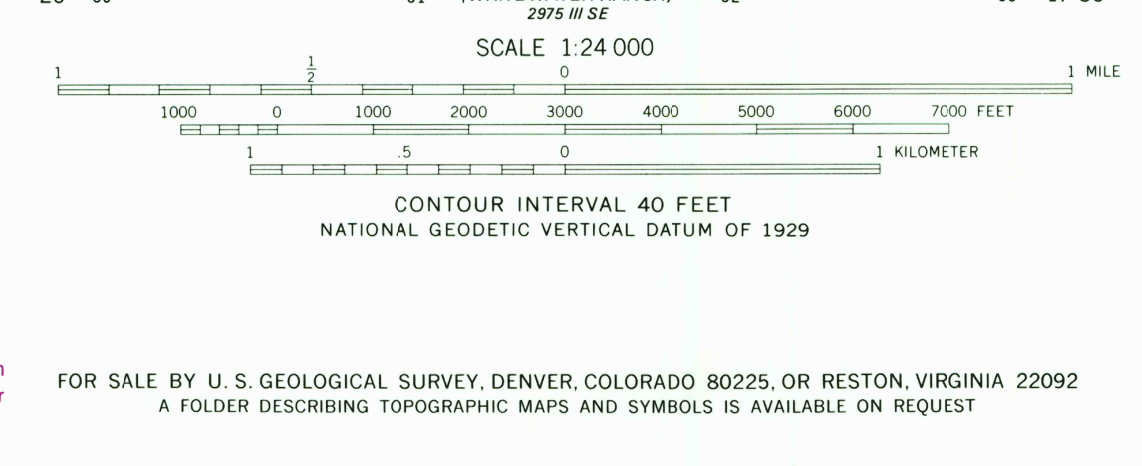 2975 III SE
SCALE 1:24 000
1 1/2 0 1 MILE
1000 0 1000 2000 3000 4000 5000 6000 7000 FEET
1 .5 0 1 KILOMETER
CONTOUR INTERVAL 40 FEET
NATIONAL GEODETIC VERTICAL DATUM OF 1929
FOR SALE BY U. S. GEOLOGICAL SURVEY, DENVER, COLORADO 80225, OR RESTON, VIRGINIA 22092
A FOLDER DESCRIBING TOPOGRAPHIC MAPS AND SYMBOLS IS AVAILABLE ON REQUEST